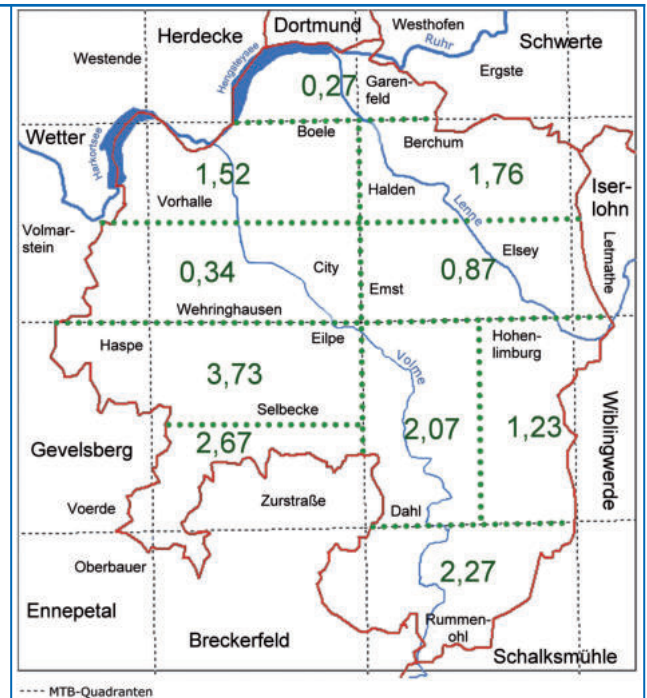 Herdecke
Dortmund
Westhofen
Schwerte
Westende
Hengsteysee
Ruhr
0,27
Garen-
feld
Ergste
Wetter
Harkortsee
Boele
Berchum
1,52
1,76
Iser-
lohn
Vorhalle
Halden
Lenne
Volmar-
stein
Elsey
Letmathe
0,34
City
Emst
0,87
Wehringhausen
Haspe
Eilpe
Volme
Hohen-
limburg
3,73
Selbecke
2,07
1,23
Wiblingwerde
Gevelsberg
2,67
Voerde
Zurstraße
Dahl
Oberbauer
2,27
Ennepetal
Rummen-
ohl
Breckerfeld
Schalksmühle
---- MTB-Quadranten